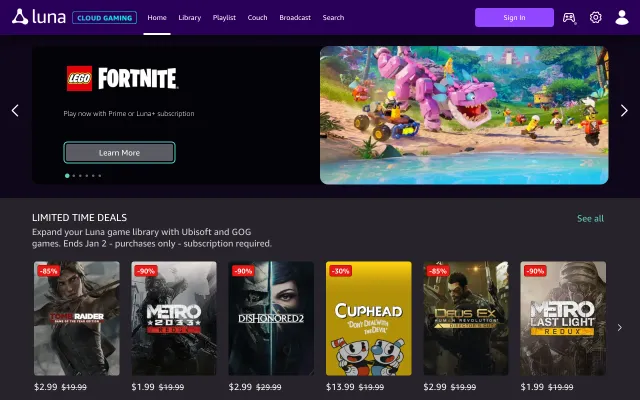 luna CLOUD GAMING Home Library Playlist Couch Broadcast Search Sign In
LEGO FORTNITE
Play now with Prime or Luna+ subscription
Learn More
LIMITED TIME DEALS See all
Expand your Luna game library with Ubisoft and GOG
games. Ends Jan 2 - purchases only - subscription required.
-85% -90% -90% -30% -85% -90%
TOMB RAIDER
GAME OF THE YEAR EDITION
METRO
2033
REDUX
DISHONORED 2
CUPHEAD
"DON'T DEAL WITH THE DEVIL"
DEUS EX
HUMAN REVOLUTION
DIRECTOR'S CUT
METRO
LAST LIGHT
REDUX
$2.99 $19.99 $1.99 $19.99 $2.99 $29.99 $13.99 $19.99 $2.99 $19.99 $1.99 $19.99